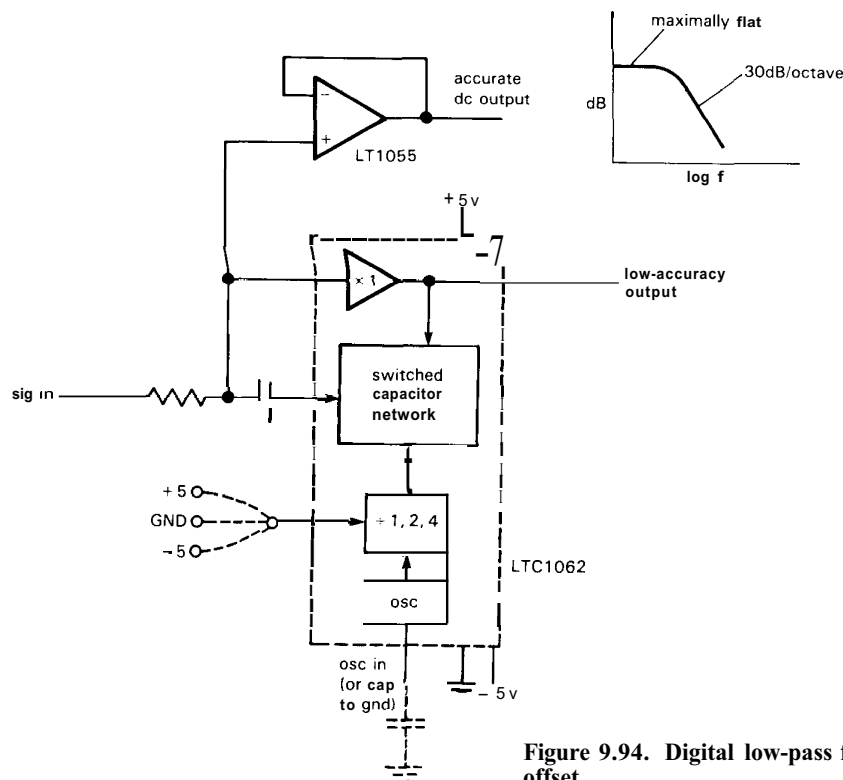 maximally flat
30dB/octave
dB
log f
accurate
dc output
-
+
LT1055
+5v
-7
× 1
low-accuracy
output
switched
capacitor
network
sig in
+5
GND
-5
÷ 1, 2, 4
LTC1062
osc
osc in
(or cap
to gnd)
- 5v
Figure 9.94. Digital low-pass
offset